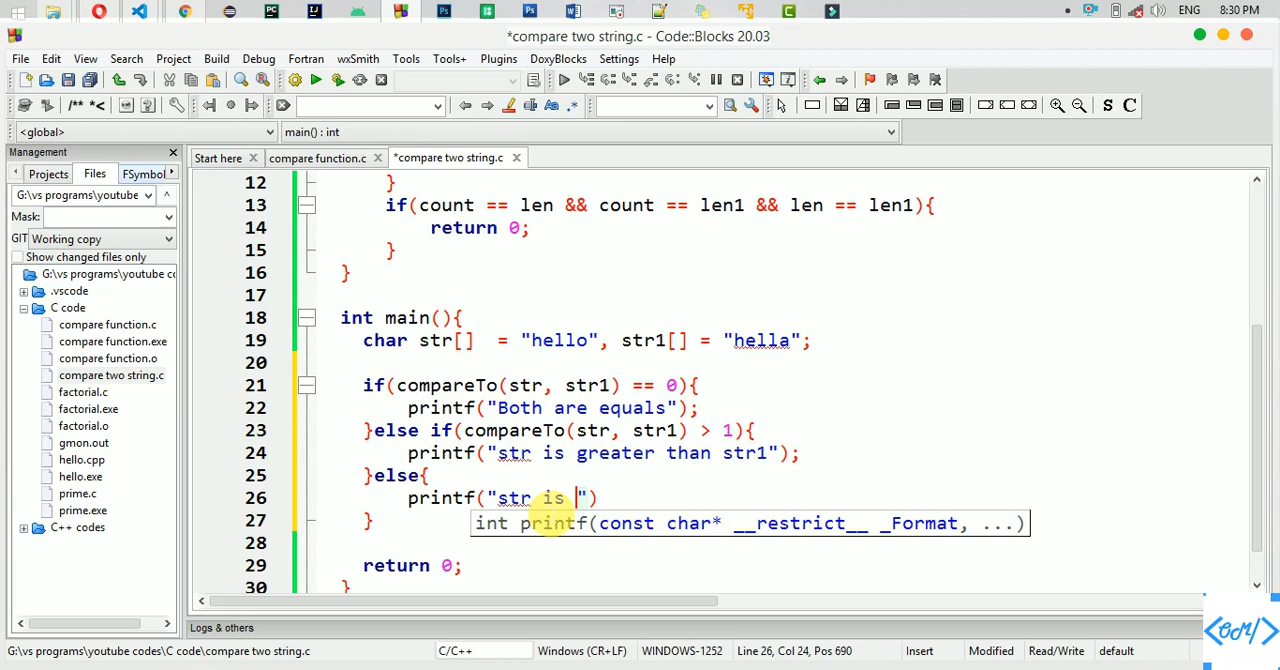 ENG
8:30 PM
*compare two string.c - Code::Blocks 20.03
File Edit View Search Project Build Debug Fortran wxSmith Tools Tools+ Plugins DoxyBlocks Settings Help
/** *<
Aa .*
S C
<global>
main() : int
Management
Projects Files FSymbol
G:\vs programs\youtube
Mask:
GIT Working copy
Show changed files only
G:\vs programs\youtube co
.vscode
C code
compare function.c
compare function.exe
compare function.o
compare two string.c
factorial.c
factorial.exe
factorial.o
gmon.out
hello.cpp
hello.exe
prime.c
prime.exe
C++ codes
Start here compare function.c *compare two string.c
12 }
13 if(count == len && count == len1 && len == len1){
14 return 0;
15 }
16 }
17
18 int main(){
19 char str[] = "hello", str1[] = "hella";
20
21 if(compareTo(str, str1) == 0){
22 printf("Both are equals");
23 }else if(compareTo(str, str1) > 1){
24 printf("str is greater than str1");
25 }else{
26 printf("str is ")
27 }
int printf(const char* __restrict__ _Format, ...)
28
29 return 0;
30 }
Logs & others
G:\vs programs\youtube codes\C code\compare two string.c C/C++ Windows (CR+LF) WINDOWS-1252 Line 26, Col 24, Pos 690 Insert Modified Read/Write default